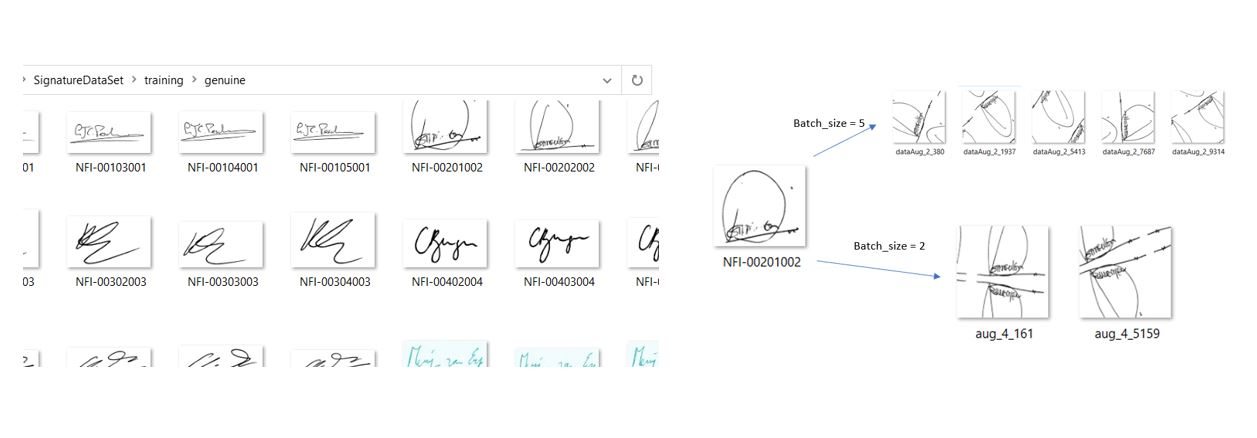 SignatureDataSet > training > genuine
01 NFI-00103001 NFI-00104001 NFI-00105001 NFI-00201002 NFI-00202002 NFI-(
03 NFI-00302003 NFI-00303003 NFI-00304003 NFI-00402004 NFI-00403004 NFI-(
Batch_size = 5
dataAug_2_380 dataAug_2_1937 dataAug_2_5413 dataAug_2_7687 dataAug_2_9314
NFI-00201002
Batch_size = 2
aug_4_161 aug_4_5159